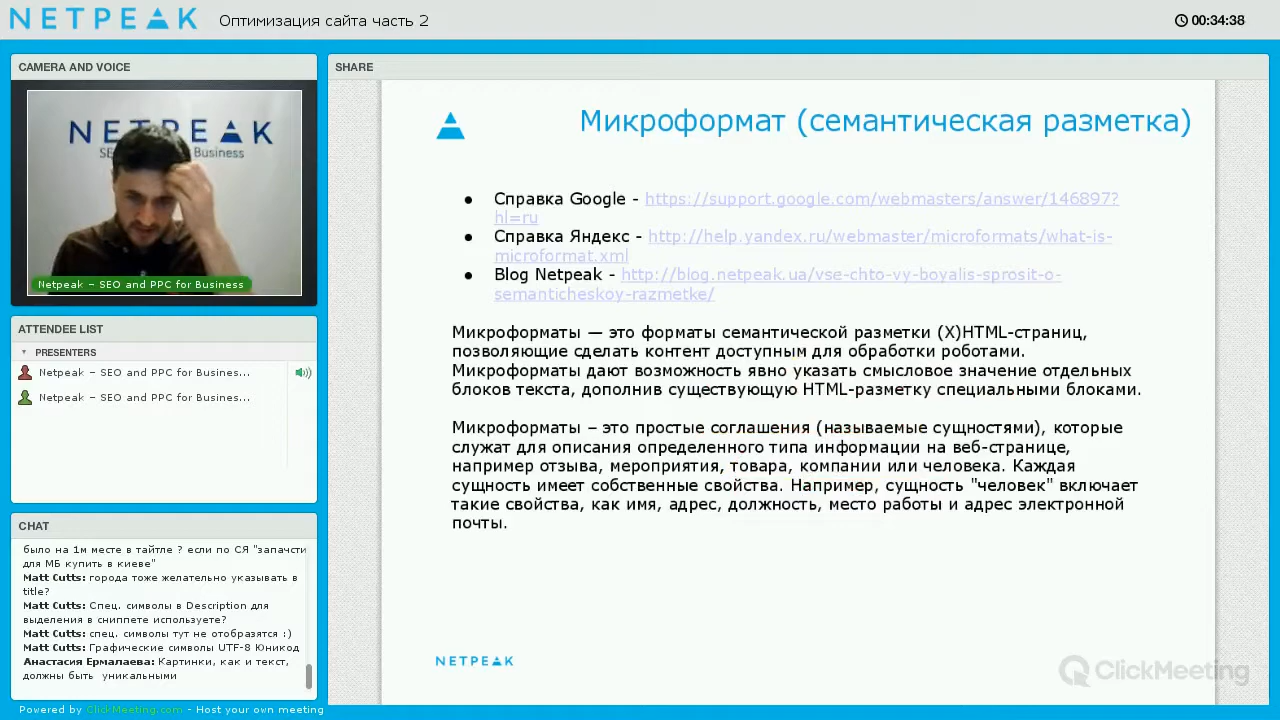 NETPEAK Оптимизация сайта часть 2
00:34:38
CAMERA AND VOICE
NETPEAK
Business
Netpeak – SEO and PPC for Business
ATTENDEE LIST
PRESENTERS
Netpeak – SEO and PPC for Busines...
Netpeak – SEO and PPC for Busines...
CHAT
было на 1м месте в тайтле ? если по СЯ "запачсти
для МБ купить в киеве"
Matt Cutts: города тоже желательно указывать в
title?
Matt Cutts: Спец. символы в Description для
выделения в сниппете используете?
Matt Cutts: спец. символы тут не отобразятся :)
Matt Cutts: Графические символы UTF-8 Юникод
Анастасия Ермалаева: Картинки, как и текст,
должны быть уникальными
Powered by ClickMeeting.com - Host your own meeting
SHARE
Микроформат (семантическая разметка)
● Справка Google - https://support.google.com/webmasters/answer/146897?
hl=ru
● Справка Яндекс - http://help.yandex.ru/webmaster/microformats/what-is-
microformat.xml
● Blog Netpeak - http://blog.netpeak.ua/vse-chto-vy-boyalis-sprosit-o-
semanticheskoy-razmetke/
Микроформаты — это форматы семантической разметки (X)HTML-страниц,
позволяющие сделать контент доступным для обработки роботами.
Микроформаты дают возможность явно указать смысловое значение отдельных
блоков текста, дополнив существующую HTML-разметку специальными блоками.
Микроформаты – это простые соглашения (называемые сущностями), которые
служат для описания определенного типа информации на веб-странице,
например отзыва, мероприятия, товара, компании или человека. Каждая
сущность имеет собственные свойства. Например, сущность "человек" включает
такие свойства, как имя, адрес, должность, место работы и адрес электронной
почты.
NETPEAK
ClickMeeting